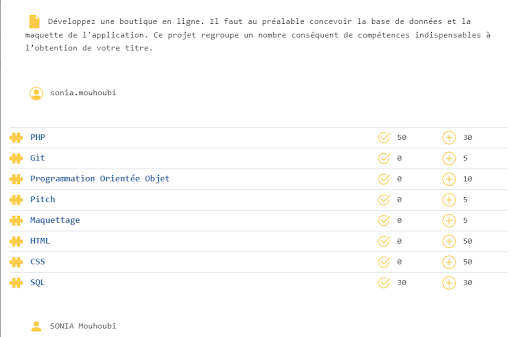 Développez une boutique en ligne. Il faut au préalable concevoir la base de données et la
maquette de l'application. Ce projet regroupe un nombre conséquent de compétences indispensables à
l'obtention de votre titre.
sonia.mouhoubi
PHP 50 30
Git 0 5
Programmation Orientée Objet 0 10
Pitch 0 5
Maquettage 0 5
HTML 0 50
CSS 0 50
SQL 30 30
SONIA Mouhoubi